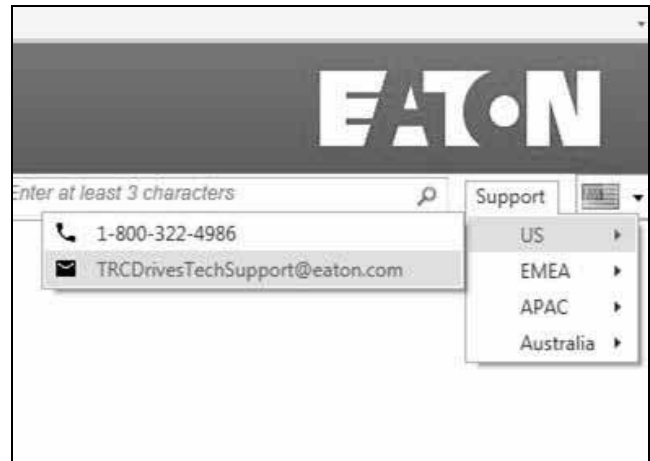 EATON
Enter at least 3 characters
Support
1-800-322-4986
US
TRCDrivesTechSupport@eaton.com
EMEA
APAC
Australia